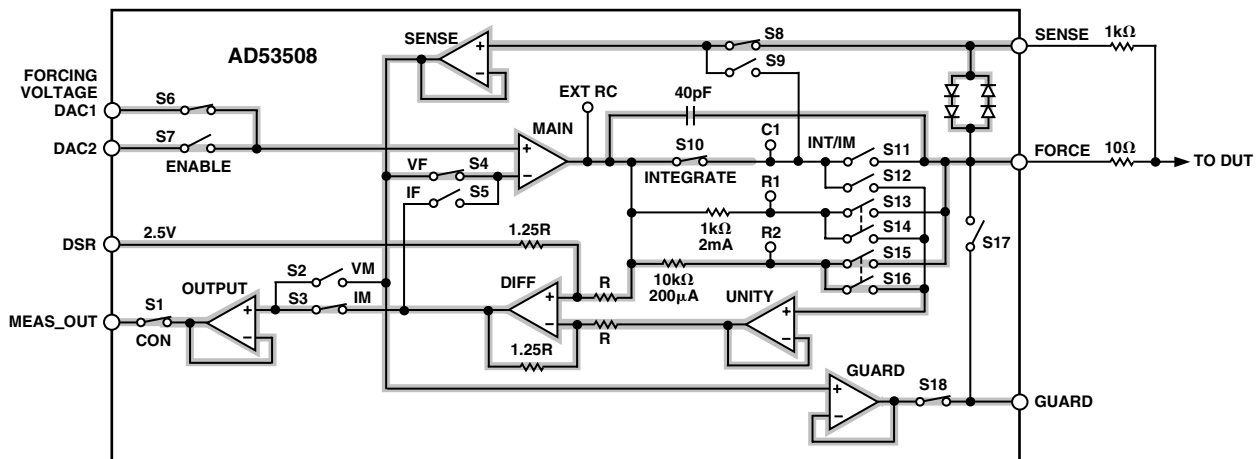 AD53508
FORCING
VOLTAGE
DAC1
DAC2
S6
S7
ENABLE
SENSE
S8
S9
SENSE
1kΩ
EXT RC
40pF
MAIN
S10
INTEGRATE
C1
INT/IM
S11
S12
FORCE
10Ω
TO DUT
VF
S4
IF
S5
R1
1kΩ
2mA
S13
S14
R2
10kΩ
200μA
S15
S16
S17
DSR
2.5V
1.25R
S2
VM
S3
IM
OUTPUT
S1
CON
MEAS_OUT
DIFF
R
R
1.25R
UNITY
GUARD
S18
GUARD
+
−
+
−
+
−
+
−
+
−
+
−